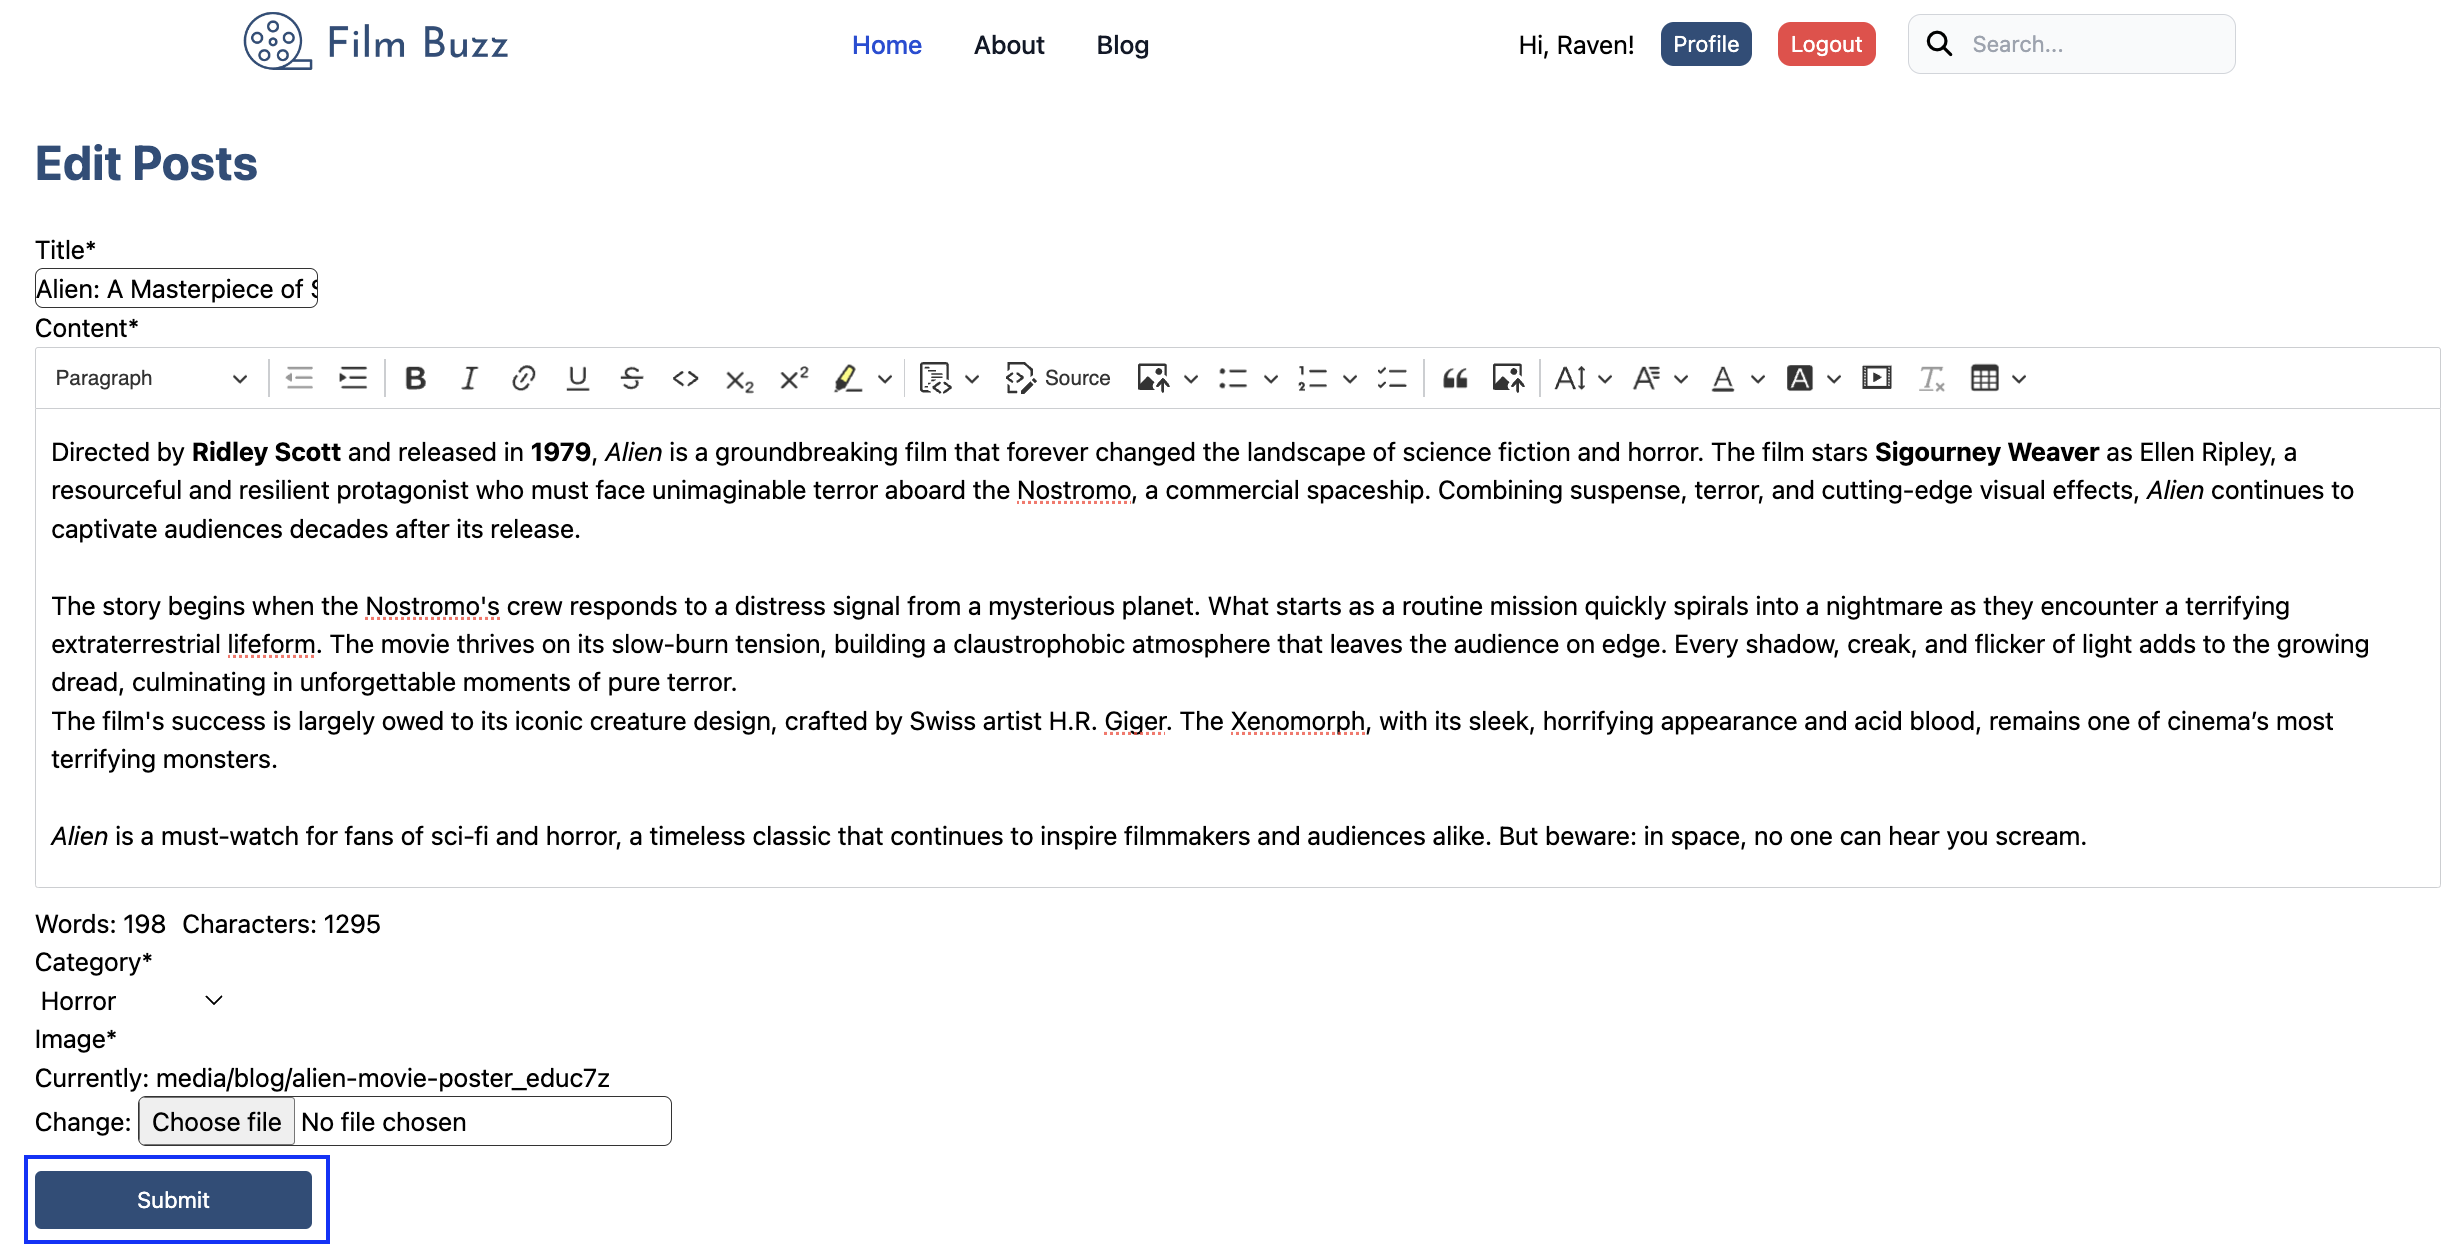 Film Buzz
Home About Blog
Hi, Raven! Profile Logout Search...
Edit Posts
Title*
Alien: A Masterpiece of
Content*
Paragraph Source
Directed by Ridley Scott and released in 1979, Alien is a groundbreaking film that forever changed the landscape of science fiction and horror. The film stars Sigourney Weaver as Ellen Ripley, a
resourceful and resilient protagonist who must face unimaginable terror aboard the Nostromo, a commercial spaceship. Combining suspense, terror, and cutting-edge visual effects, Alien continues to
captivate audiences decades after its release.
The story begins when the Nostromo's crew responds to a distress signal from a mysterious planet. What starts as a routine mission quickly spirals into a nightmare as they encounter a terrifying
extraterrestrial lifeform. The movie thrives on its slow-burn tension, building a claustrophobic atmosphere that leaves the audience on edge. Every shadow, creak, and flicker of light adds to the growing
dread, culminating in unforgettable moments of pure terror.
The film's success is largely owed to its iconic creature design, crafted by Swiss artist H.R. Giger. The Xenomorph, with its sleek, horrifying appearance and acid blood, remains one of cinema’s most
terrifying monsters.
Alien is a must-watch for fans of sci-fi and horror, a timeless classic that continues to inspire filmmakers and audiences alike. But beware: in space, no one can hear you scream.
Words: 198 Characters: 1295
Category*
Horror
Image*
Currently: media/blog/alien-movie-poster_educ7z
Change: Choose file No file chosen
Submit